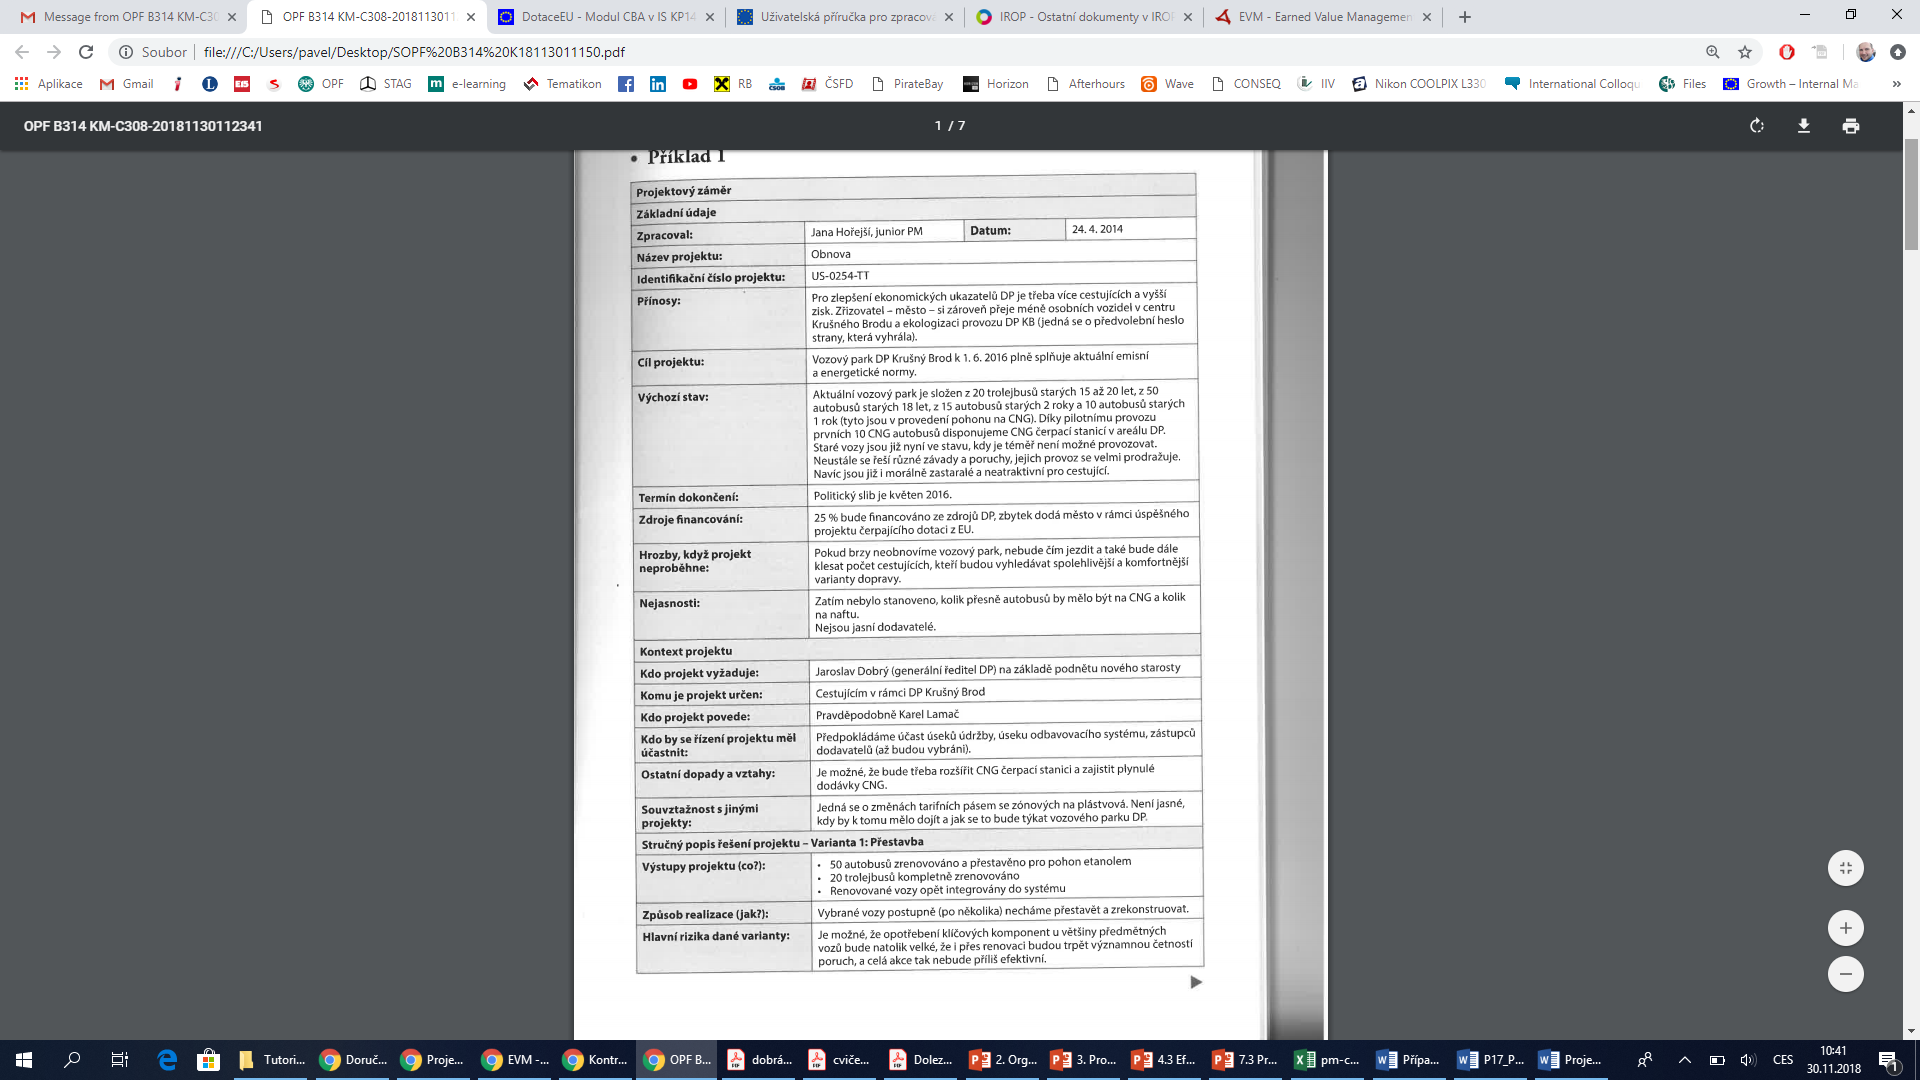 Message from OPF B314 KM-C30
OPF B314 KM-C308-2018113011
DotaceEU - Modul CBA v IS KP14
Uživatelská příručka pro zpracova
IROP - Ostatní dokumenty v IROP
EVM - Earned Value Managemen
Soubor
file:///C:/Users/pavel/Desktop/SOPF%20B314%20K18113011150.pdf
Aplikace Gmail EIS OPF STAG e-learning Tematikon RB ČSFD PirateBay Horizon Afterhours Wave CONSEQ IIV Nikon COOLPIX L330 International Colloqu Files Growth – Internal Ma »
OPF B314 KM-C308-20181130112341
1 / 7
• Příklad 1
Projektový záměr
Základní údaje
Zpracoval: Jana Hořejší, junior PM Datum: 24. 4. 2014
Název projektu: Obnova
Identifikační číslo projektu: US-0254-TT
Přínosy: Pro zlepšení ekonomických ukazatelů DP je třeba více cestujících a vyšší
zisk. Zřizovatel – město – si zároveň přeje méně osobních vozidel v centru
Krušného Brodu a ekologizaci provozu DP KB (jedná se o předvolební heslo
strany, která vyhrála).
Cíl projektu: Vozový park DP Krušný Brod k 1. 6. 2016 plně splňuje aktuální emisní
a energetické normy.
Výchozí stav: Aktuální vozový park je složen z 20 trolejbusů starých 15 až 20 let, z 50
autobusů starých 18 let, z 15 autobusů starých 2 roky a 10 autobusů starých
1 rok (tyto jsou v provedení pohonu na CNG). Díky pilotnímu provozu
prvních 10 CNG autobusů disponujeme CNG čerpací stanicí v areálu DP.
Staré vozy jsou již nyní ve stavu, kdy je téměř není možné provozovat.
Neustále se řeší různé závady a poruchy, jejich provoz se velmi prodražuje.
Navíc jsou již i morálně zastaralé a neatraktivní pro cestující.
Termín dokončení: Politický slib je květen 2016.
Zdroje financování: 25 % bude financováno ze zdrojů DP, zbytek dodá město v rámci úspěšného
projektu čerpajícího dotaci z EU.
Hrozby, když projekt
neproběhne:
Pokud brzy neobnovíme vozový park, nebude čím jezdit a také bude dále
klesat počet cestujících, kteří budou vyhledávat spolehlivější a komfortnější
varianty dopravy.
Nejasnosti: Zatím nebylo stanoveno, kolik přesně autobusů by mělo být na CNG a kolik
na naftu.
Nejsou jasní dodavatelé.
Kontext projektu
Kdo projekt vyžaduje: Jaroslav Dobrý (generální ředitel DP) na základě podnětu nového starosty
Komu je projekt určen: Cestujícím v rámci DP Krušný Brod
Kdo projekt povede: Pravděpodobně Karel Lamač
Kdo by se řízení projektu měl
účastnit:
Předpokládáme účast úseků údržby, úseku odbavovacího systému, zástupců
dodavatelů (až budou vybráni).
Ostatní dopady a vztahy: Je možné, že bude třeba rozšířit CNG čerpací stanici a zajistit plynulé
dodávky CNG.
Souvztažnost s jinými
projekty:
Jedná se o změnách tarifních pásem se zónových na plástvová. Není jasné,
kdy by k tomu mělo dojít a jak se to bude týkat vozového parku DP.
Stručný popis řešení projektu – Varianta 1: Přestavba
Výstupy projektu (co?): • 50 autobusů zrenovováno a přestavěno pro pohon etanolem
• 20 trolejbusů kompletně zrenovováno
• Renovované vozy opět integrovány do systému
Způsob realizace (jak?): Vybrané vozy postupně (po několika) necháme přestavět a zrekonstruovat.
Hlavní rizika dané varianty: Je možné, že opotřebení klíčových komponent u většiny předmětných
vozů bude natolik velké, že i přes renovaci budou trpět významnou četností
poruch, a celá akce tak nebude příliš efektivní.
Tutori... Doruč... Proje... EVM -... Kontr... OPF B... dobrá... cviče... Dolez... 2. Org... 3. Pro... 4.3 Ef... 7.3 Pr... pm-c... Přípa... P17_P... Proje... CES 10:41
30.11.2018